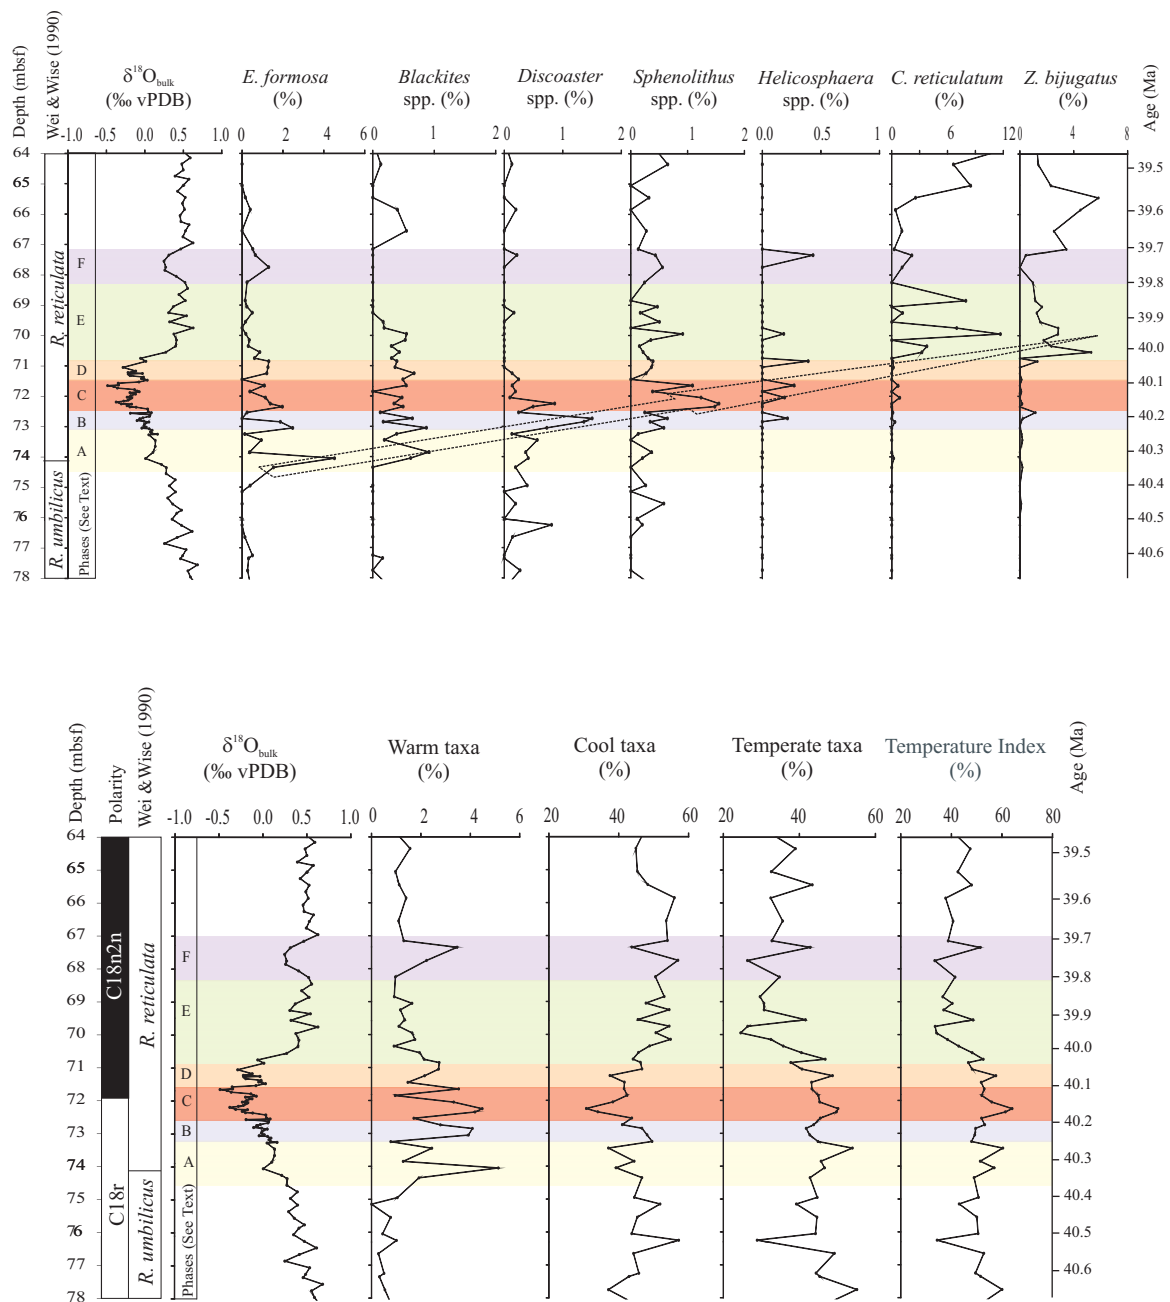 Depth (mbsf)
Wei & Wise (1990)
δ18Obulk
(‰ vPDB)
E. formosa
(%)
Blackites
spp. (%)
Discoaster
spp. (%)
Sphenolithus
spp. (%)
Helicosphaera
spp. (%)
C. reticulatum
(%)
Z. bijugatus
(%)
Age (Ma)
-1.0 -0.5 0.0 0.5 1.0
0 2 4 6
0 1 2
0 1 2
0 1 2
0.0 0.5 1
0 6 12
0 4 8
64
65
66
67
68
69
70
71
72
73
74
75
76
77
78
R. reticulata
R. umbilicus
F
E
D
C
B
A
Phases (See Text)
39.5
39.6
39.7
39.8
39.9
40.0
40.1
40.2
40.3
40.4
40.5
40.6
Depth (mbsf)
Polarity
Wei & Wise (1990)
δ18Obulk
(‰ vPDB)
Warm taxa
(%)
Cool taxa
(%)
Temperate taxa
(%)
Temperature Index
(%)
Age (Ma)
-1.0 -0.5 0.0 0.5 1.0
0 2 4 6
20 40 60
20 40 60
20 40 60 80
64
65
66
67
68
69
70
71
72
73
74
75
76
77
78
C18n2n
C18r
R. reticulata
R. umbilicus
F
E
D
C
B
A
Phases (See Text)
39.5
39.6
39.7
39.8
39.9
40.0
40.1
40.2
40.3
40.4
40.5
40.6